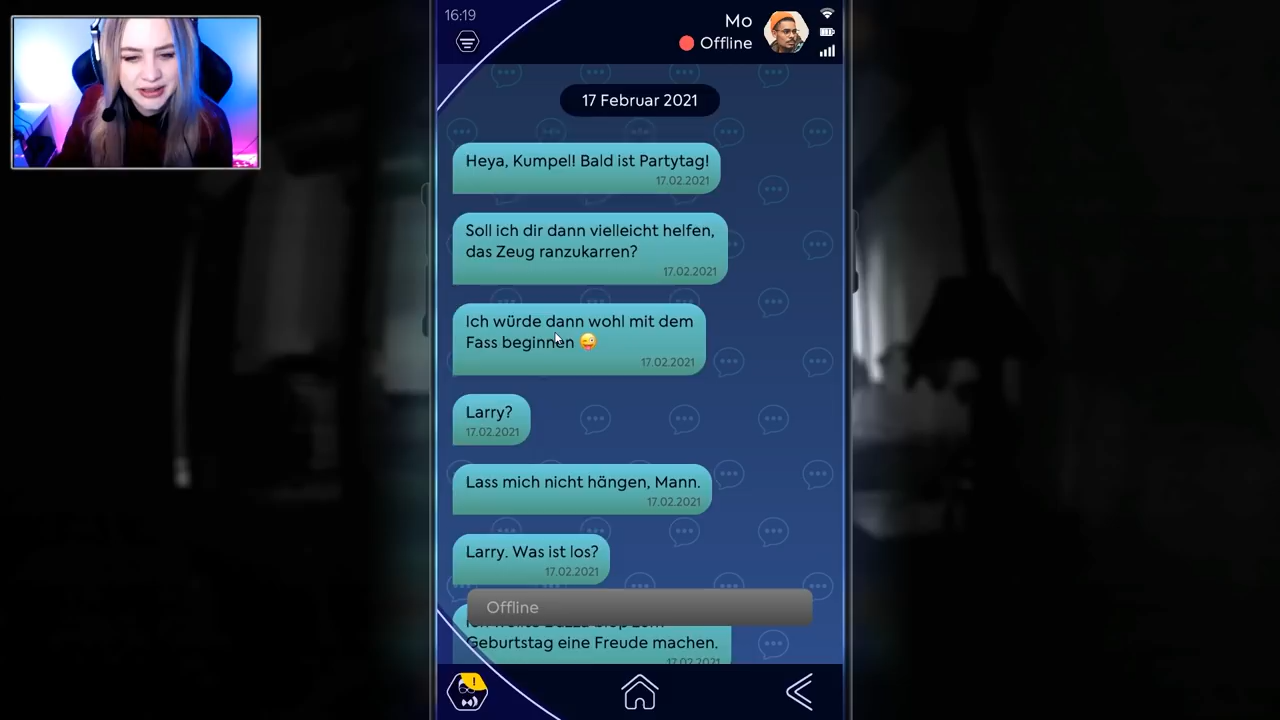 16:19
Mo
Offline
17 Februar 2021
Heya, Kumpel! Bald ist Partytag!
17.02.2021
Soll ich dir dann vielleicht helfen,
das Zeug ranzukarren?
17.02.2021
Ich würde dann wohl mit dem
Fass beginnen 😜
17.02.2021
Larry?
17.02.2021
Lass mich nicht hängen, Mann.
17.02.2021
Larry. Was ist los?
17.02.2021
Offline
Geburtstag eine Freude machen.
17.02.2021
!